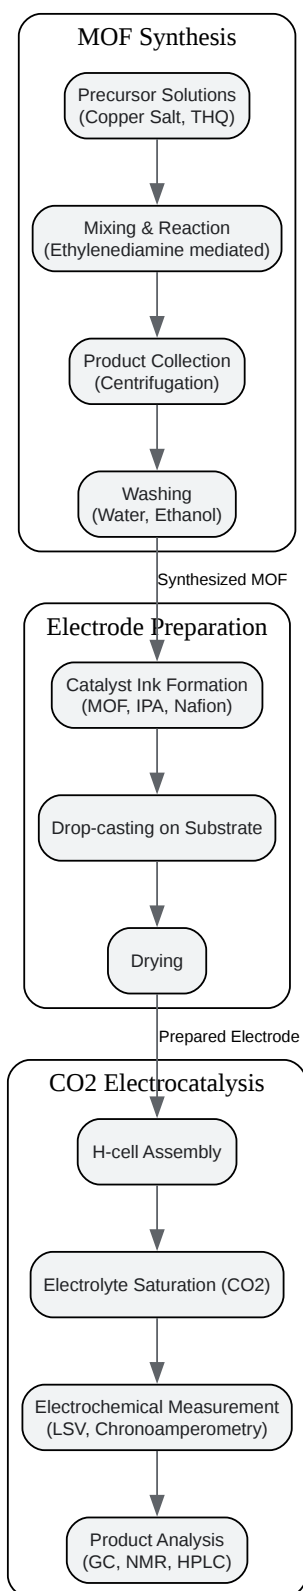 MOF Synthesis
Precursor Solutions
(Copper Salt, THQ)
Mixing & Reaction
(Ethylenediamine mediated)
Product Collection
(Centrifugation)
Washing
(Water, Ethanol)
Synthesized MOF
Electrode Preparation
Catalyst Ink Formation
(MOF, IPA, Nafion)
Drop-casting on Substrate
Drying
Prepared Electrode
CO2 Electrocatalysis
H-cell Assembly
Electrolyte Saturation (CO2)
Electrochemical Measurement
(LSV, Chronoamperometry)
Product Analysis
(GC, NMR, HPLC)